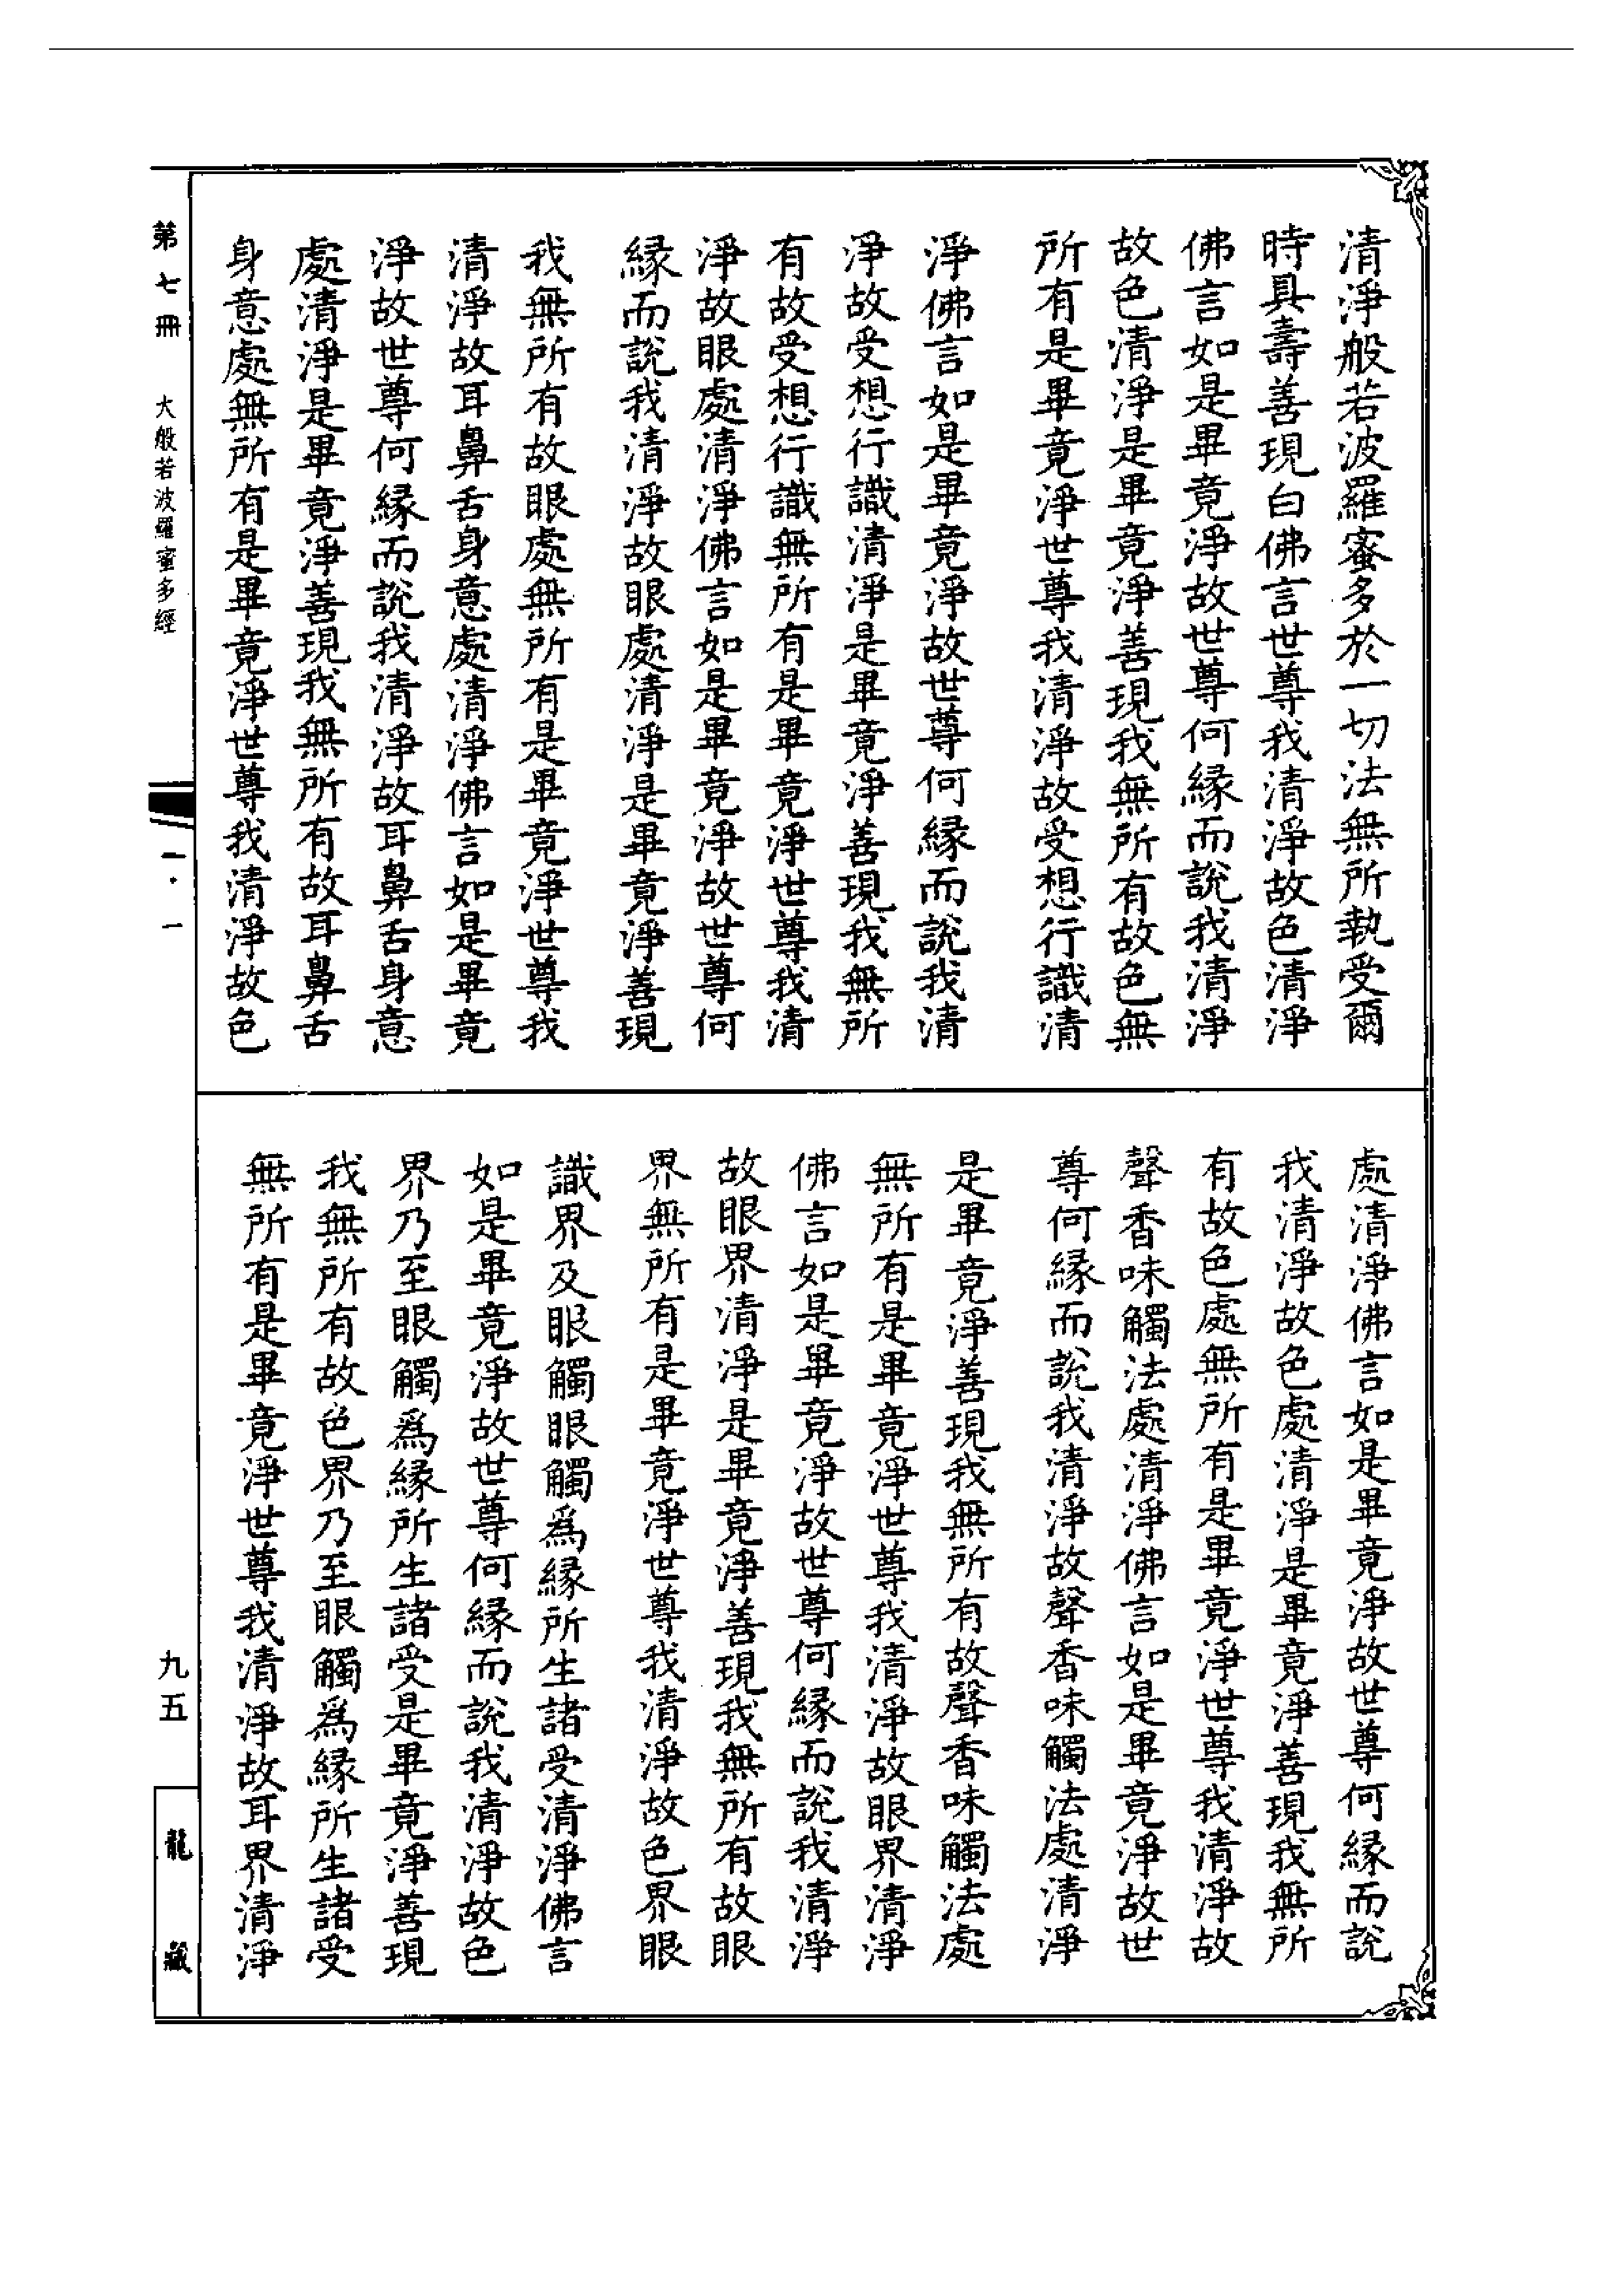 清淨般若波羅蜜多於一切法無所執受爾
時具壽善現白佛言世尊我清淨故色清淨
佛言如是畢竟淨故世尊何緣而說我清淨
故色清淨是畢竟淨善現我無所有故色無
所有是畢竟淨世尊我清淨故受想行識清
淨佛言如是畢竟淨故世尊何緣而說我清
淨故受想行識清淨是畢竟淨善現我無所
有故受想行識無所有是畢竟淨世尊我清
淨故眼處清淨佛言如是畢竟淨故世尊何
緣而說我清淨故眼處清淨是畢竟淨善現
我無所有故眼處無所有是畢竟淨世尊我
清淨故耳鼻舌身意處清淨佛言如是畢竟
淨故世尊何緣而說我清淨故耳鼻舌身意
處清淨是畢竟淨善現我無所有故耳鼻舌
身意處無所有是畢竟淨世尊我清淨故色
處清淨佛言如是畢竟淨故世尊何緣而說
我清淨故色處清淨是畢竟淨善現我無所
有故色處無所有是畢竟淨世尊我清淨故
聲香味觸法處清淨佛言如是畢竟淨故世
尊何緣而說我清淨故聲香味觸法處清淨
是畢竟淨善現我無所有故聲香味觸法處
無所有是畢竟淨世尊我清淨故眼界清淨
佛言如是畢竟淨故世尊何緣而說我清淨
故眼界清淨是畢竟淨善現我無所有故眼
界無所有是畢竟淨世尊我清淨故色界眼
識界及眼觸眼觸爲緣所生諸受清淨佛言
如是畢竟淨故世尊何緣而說我清淨故色
界乃至眼觸爲緣所生諸受是畢竟淨善現
我無所有故色界乃至眼觸爲緣所生諸受
無所有是畢竟淨世尊我清淨故耳界清淨
第七冊 大般若波羅蜜多經 一·一 九五
龍藏